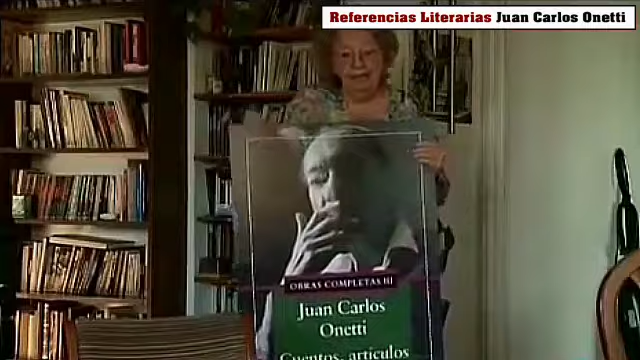 Referencias Literarias Juan Carlos Onetti
OBRAS COMPLETAS III
Juan Carlos
Onetti
Cuentos, artículos